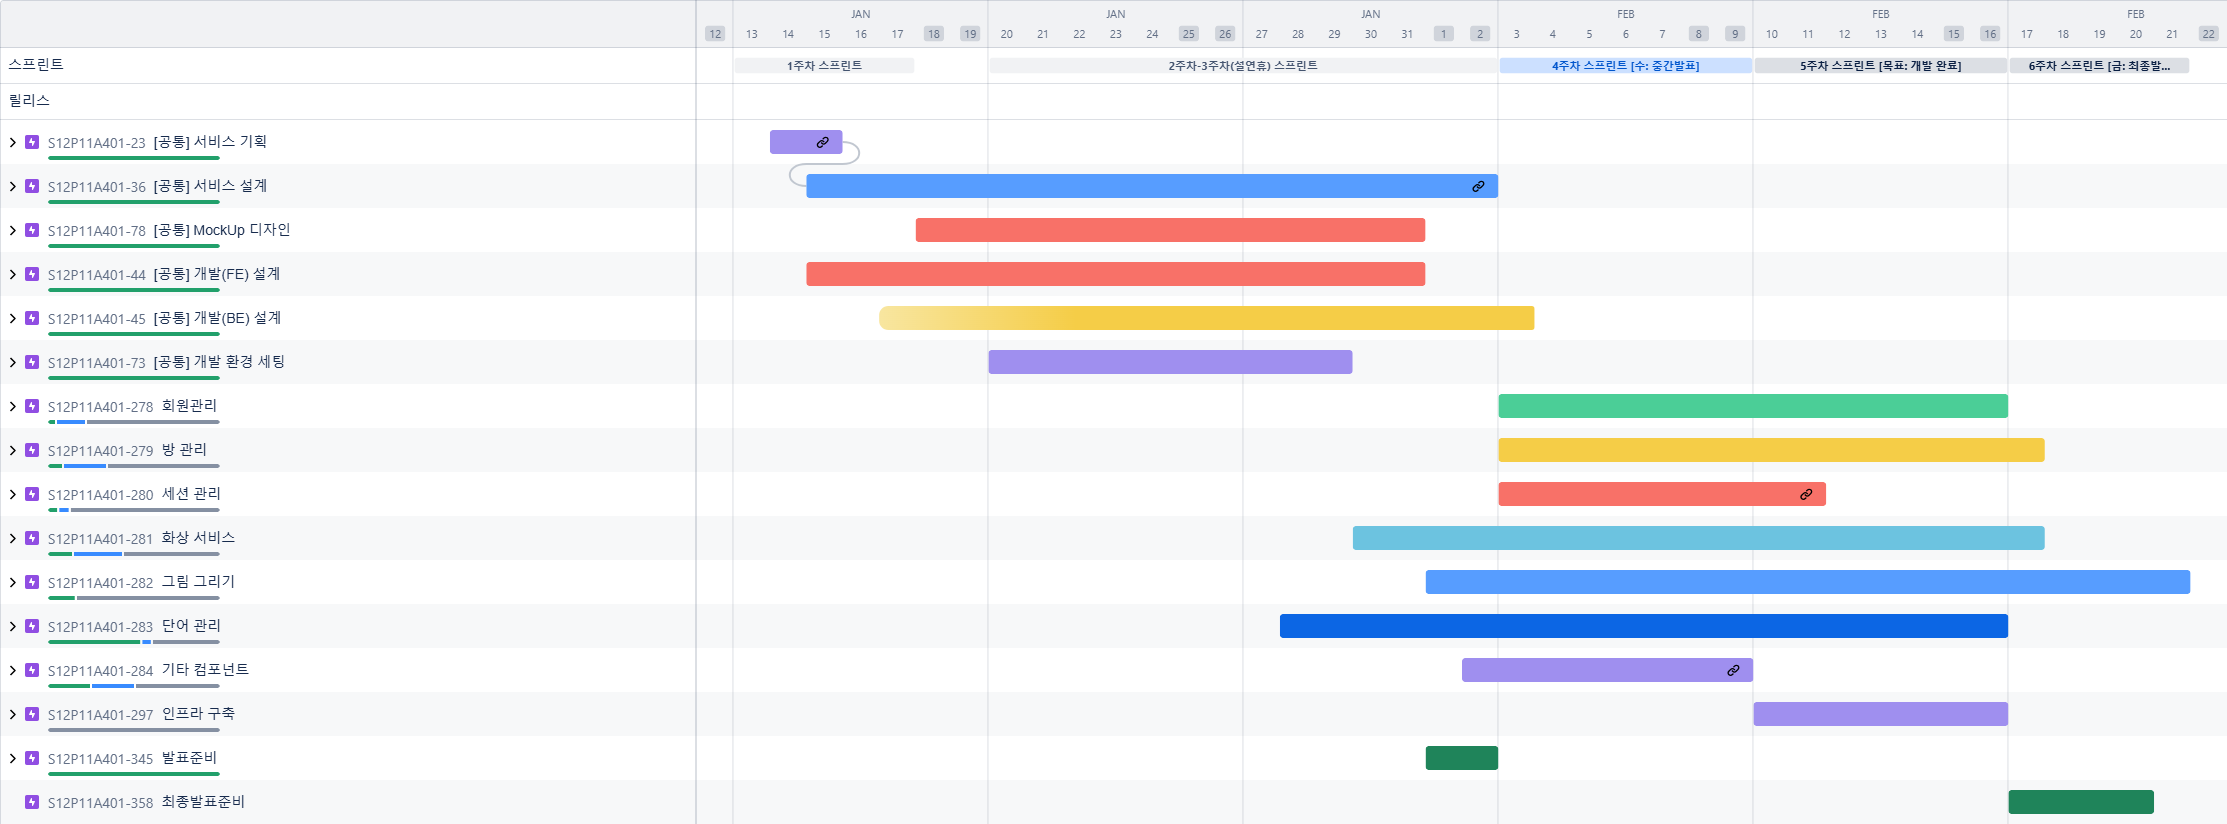 JAN JAN JAN FEB FEB FEB
12 13 14 15 16 17 18 19 20 21 22 23 24 25 26 27 28 29 30 31 1 2 3 4 5 6 7 8 9 10 11 12 13 14 15 16 17 18 19 20 21 22
스프린트 1주차 스프린트 2주차-3주차(설연휴) 스프린트 4주차 스프린트 [수: 중간발표] 5주차 스프린트 [목표: 개발 완료] 6주차 스프린트 [금: 최종발...
릴리스
S12P11A401-23 [공통] 서비스 기획
S12P11A401-36 [공통] 서비스 설계
S12P11A401-78 [공통] MockUp 디자인
S12P11A401-44 [공통] 개발(FE) 설계
S12P11A401-45 [공통] 개발(BE) 설계
S12P11A401-73 [공통] 개발 환경 세팅
S12P11A401-278 회원관리
S12P11A401-279 방 관리
S12P11A401-280 세션 관리
S12P11A401-281 화상 서비스
S12P11A401-282 그림 그리기
S12P11A401-283 단어 관리
S12P11A401-284 기타 컴포넌트
S12P11A401-297 인프라 구축
S12P11A401-345 발표준비
S12P11A401-358 최종발표준비